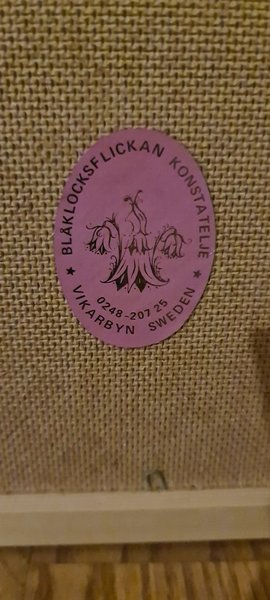 BLÅKLOCKSFLICKAN KONSTATELJE
0248-207 25
★ VIKARBYN SWEDEN ★